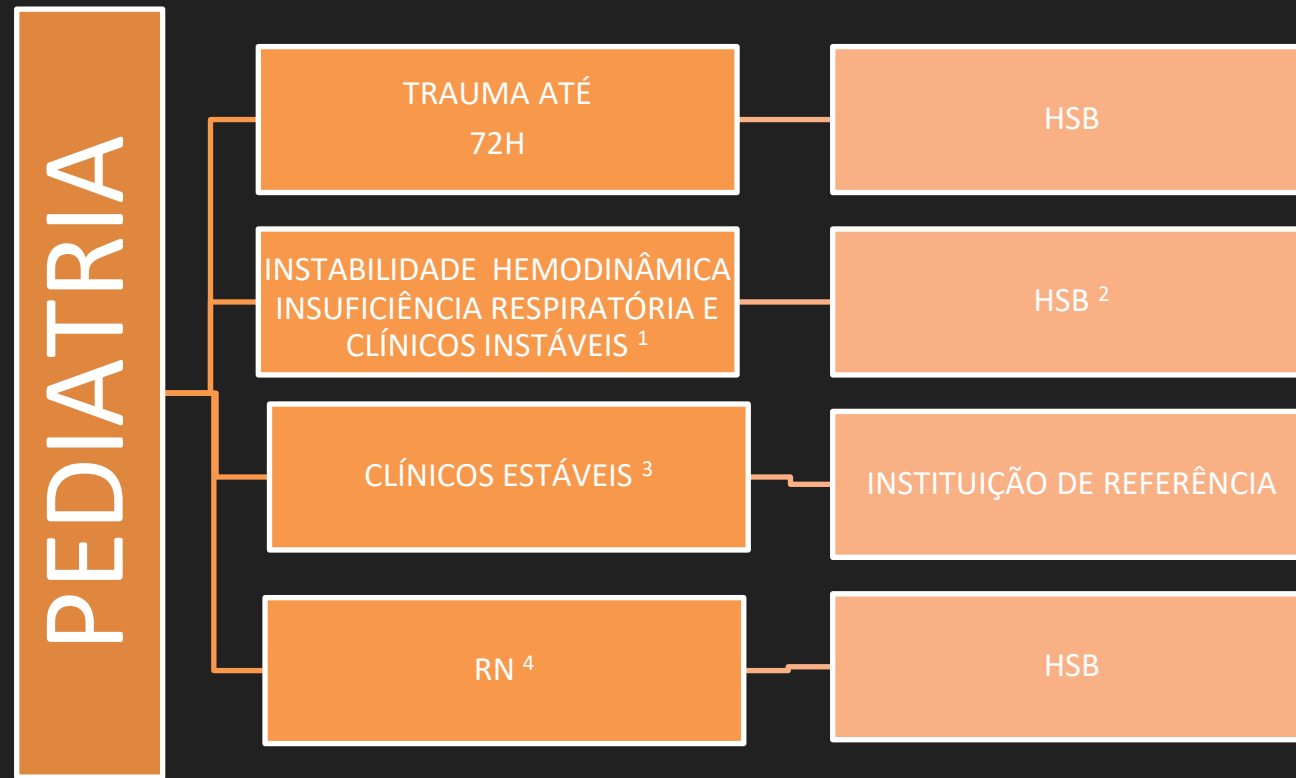 PEDIATRIA
TRAUMA ATÉ
72H
HSB
INSTABILIDADE HEMODINÂMICA
INSUFICIÊNCIA RESPIRATÓRIA E
CLÍNICOS INSTÁVEIS ¹
HSB ²
CLÍNICOS ESTÁVEIS ³
INSTITUIÇÃO DE REFERÊNCIA
RN ⁴
HSB